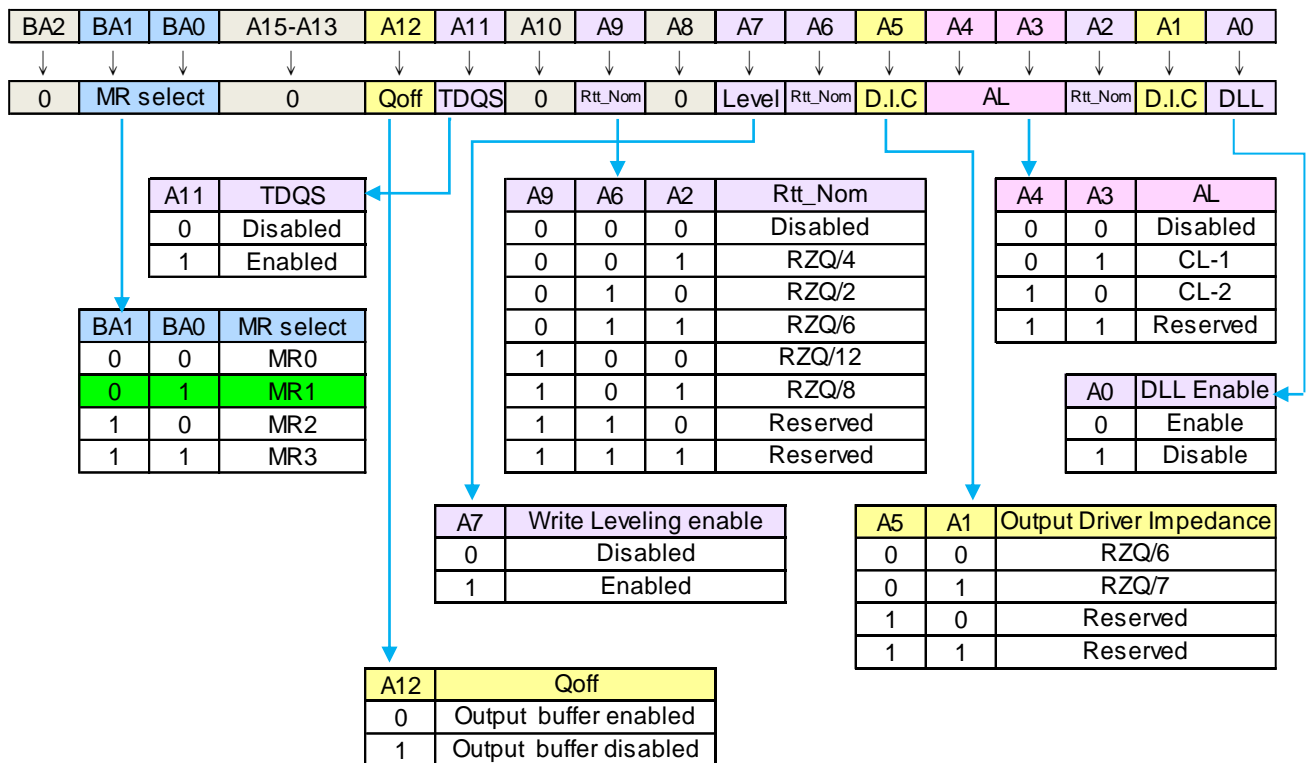 BA2 BA1 BA0 A15-A13 A12 A11 A10 A9 A8 A7 A6 A5 A4 A3 A2 A1 A0
0 MR select 0 Qoff TDQS 0 Rtt_Nom 0 Level Rtt_Nom D.I.C AL Rtt_Nom D.I.C DLL
A11 TDQS
0 Disabled
1 Enabled
BA1 BA0 MR select
0 0 MR0
0 1 MR1
1 0 MR2
1 1 MR3
A9 A6 A2 Rtt_Nom
0 0 0 Disabled
0 0 1 RZQ/4
0 1 0 RZQ/2
0 1 1 RZQ/6
1 0 0 RZQ/12
1 0 1 RZQ/8
1 1 0 Reserved
1 1 1 Reserved
A4 A3 AL
0 0 Disabled
0 1 CL-1
1 0 CL-2
1 1 Reserved
A0 DLL Enable
0 Enable
1 Disable
A7 Write Leveling enable
0 Disabled
1 Enabled
A5 A1 Output Driver Impedance
0 0 RZQ/6
0 1 RZQ/7
1 0 Reserved
1 1 Reserved
A12 Qoff
0 Output buffer enabled
1 Output buffer disabled